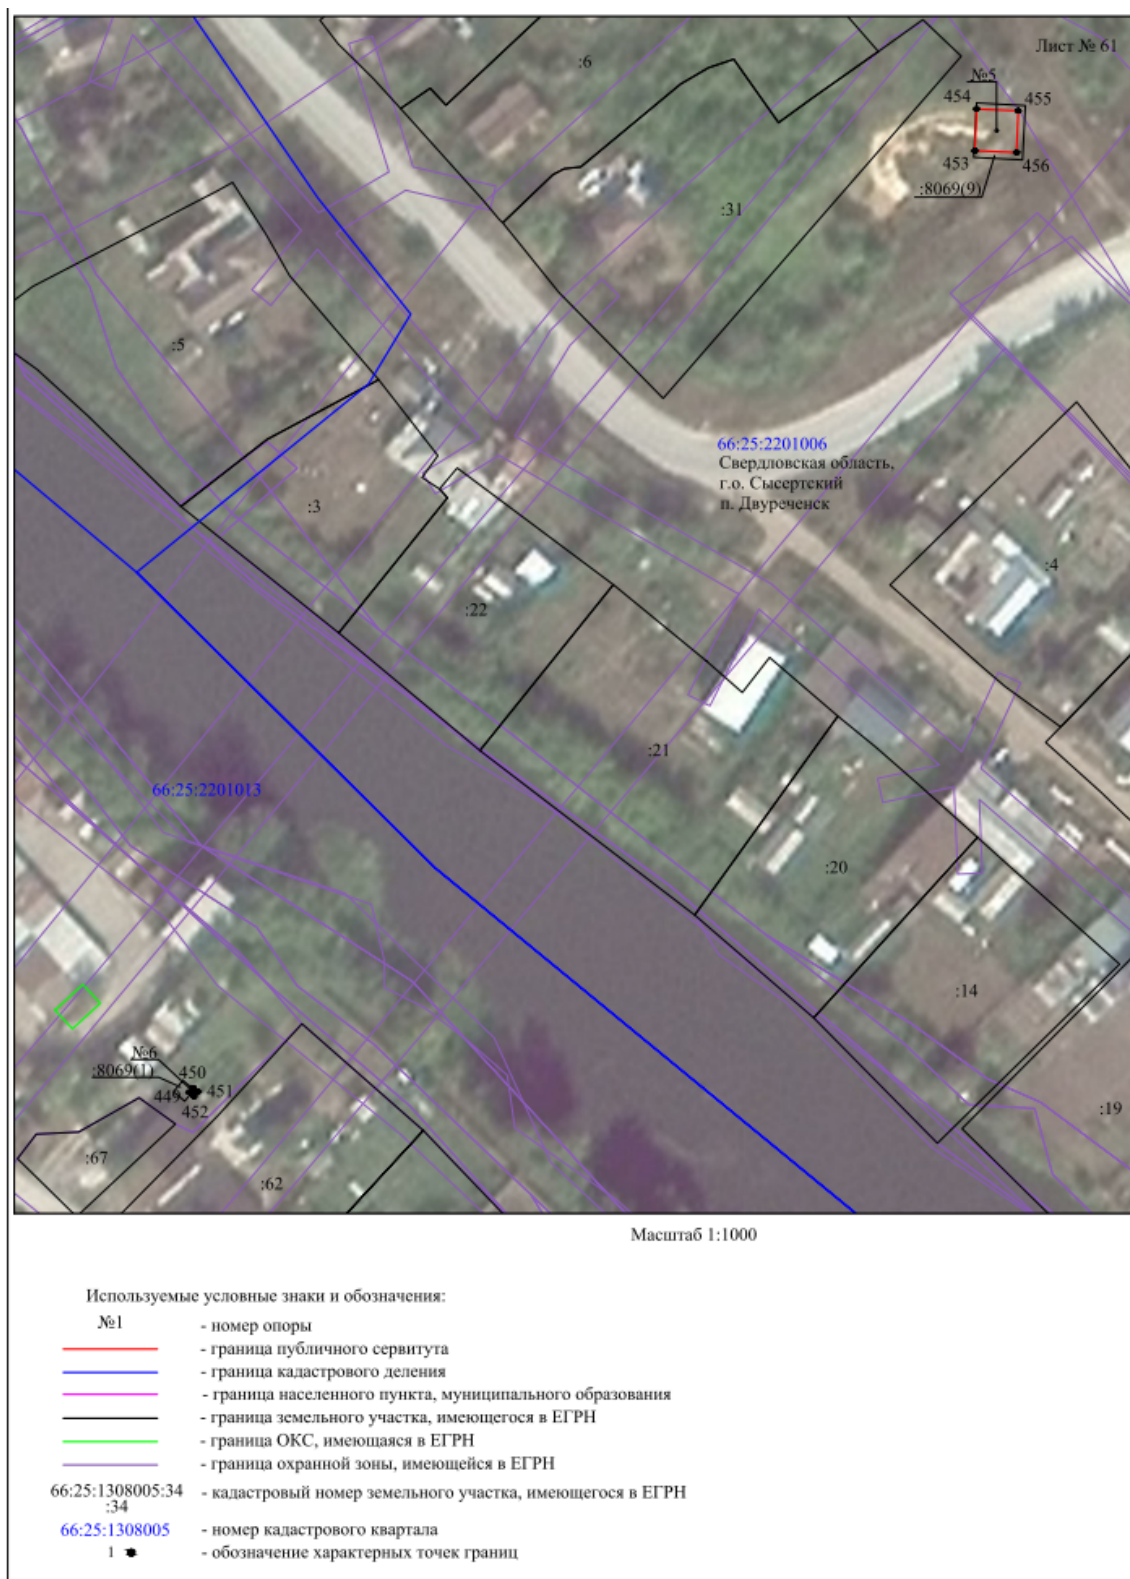 Лист № 61
:6
№5
454
455
453
456
:8069(9)
:31
:5
66:25:2201006
Свердловская область,
г.о. Сысертский
п. Двуреченск
:3
:4
:22
:21
66:25:2201013
:20
:14
№6
:8069(1)
450
449
451
452
:19
:67
:62
Масштаб 1:1000
Используемые условные знаки и обозначения:
№1 - номер опоры
- граница публичного сервитута
- граница кадастрового деления
- граница населенного пункта, муниципального образования
- граница земельного участка, имеющегося в ЕГРН
- граница ОКС, имеющаяся в ЕГРН
- граница охранной зоны, имеющейся в ЕГРН
66:25:1308005:34 - кадастровый номер земельного участка, имеющегося в ЕГРН
:34
66:25:1308005 - номер кадастрового квартала
1 - обозначение характерных точек границ